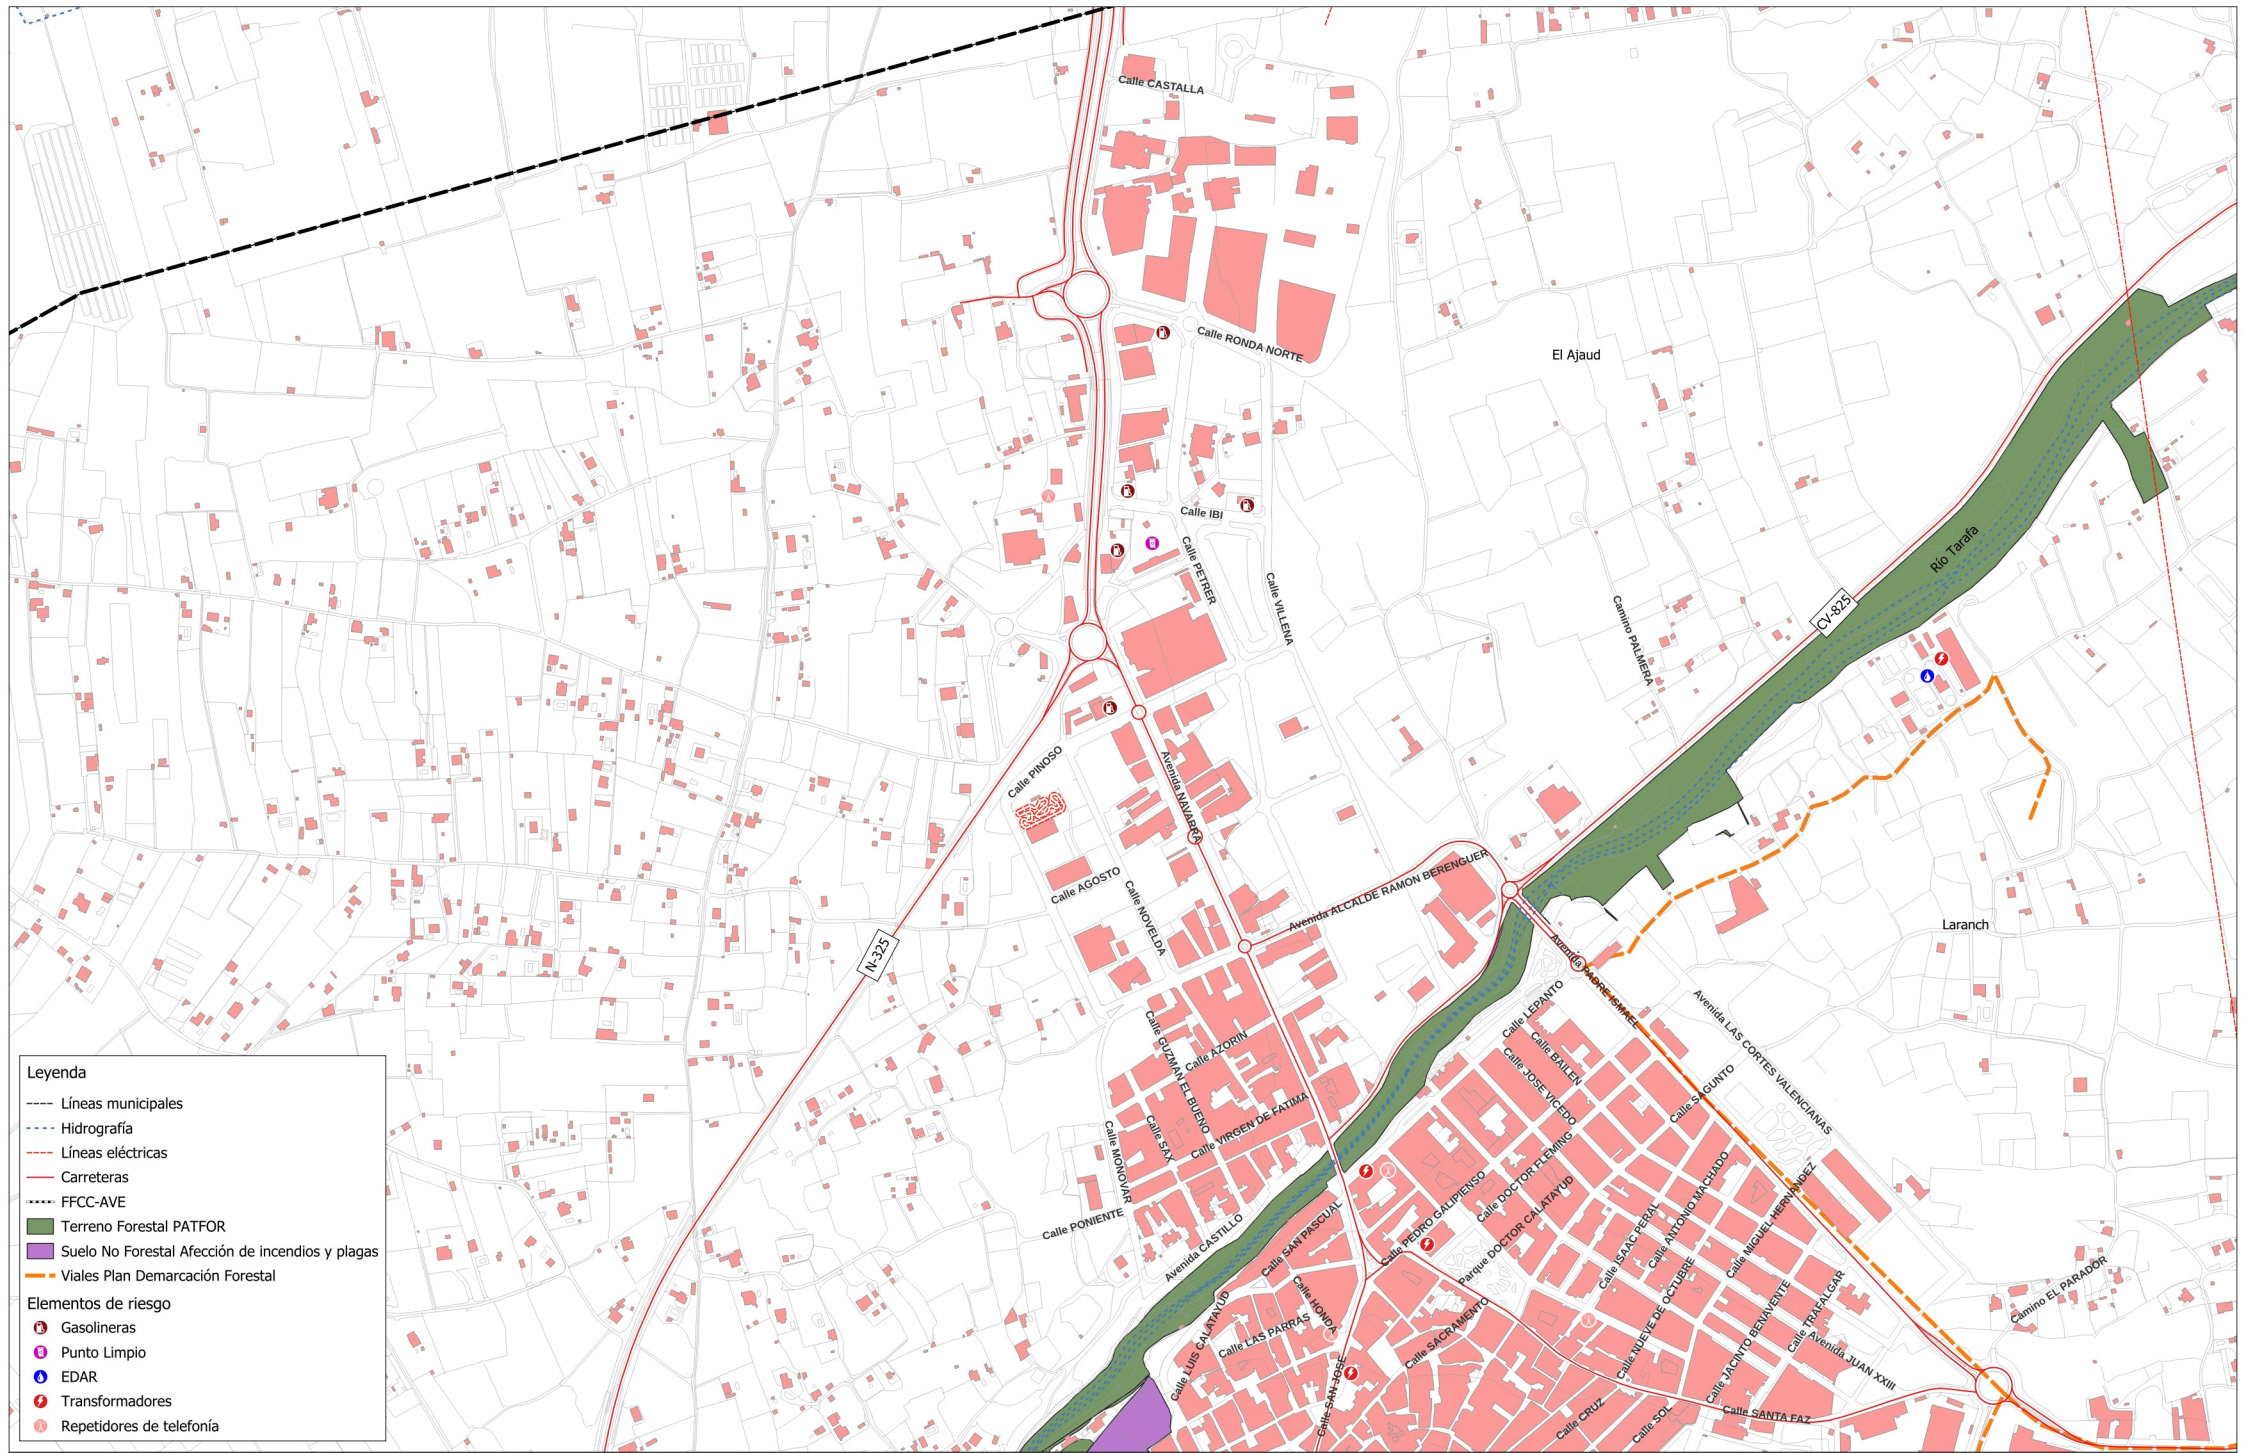 Calle CASTALLA
Calle RONDA NORTE
El Ajaud
Calle IBI
Calle PETRER
Calle VILLENA
Río Tarafa
CV-825
Camino PALMERA
Calle PINOSO
Avenida NAVARRA
Avenida ALCALDE RAMON BERENGUER
Calle AGOSTO
Calle NOVELDA
N-325
Laranch
Avenida PADRE ISMAEL
Calle LEPANTO
Avenida LAS CORTES VALENCIANAS
Calle GUZMAN EL BUENO
Calle AZORIN
Calle BAILEN
Calle JOSE VICEDO
Calle SAGUNTO
Calle VIRGEN DE FATIMA
Calle SAX
Calle MONOVAR
Calle DOCTOR FLEMING
Calle PEDRO GALIPIENSO
Parque DOCTOR CALATAYUD
Calle ISAAC PERAL
Calle ANTONIO MACHADO
Calle MIGUEL HERNANDEZ
Calle PONIENTE
Avenida CASTILLO
Calle SAN PASCUAL
Calle HONDA
Calle LUIS CALATAYUD
Calle LAS PARRAS
Calle SACRAMENTO
Calle NUEVE DE OCTUBRE
Calle JACINTO BENAVENTE
Calle TRAFALGAR
Avenida JUAN XXIII
Camino EL PARADOR
Calle SAN JOSE
Calle CRUZ
Calle SOL
Calle SANTA FAZ
Leyenda
Líneas municipales
Hidrografía
Líneas eléctricas
Carreteras
FFCC-AVE
Terreno Forestal PATFOR
Suelo No Forestal Afección de incendios y plagas
Viales Plan Demarcación Forestal
Elementos de riesgo
Gasolineras
Punto Limpio
EDAR
Transformadores
Repetidores de telefonía